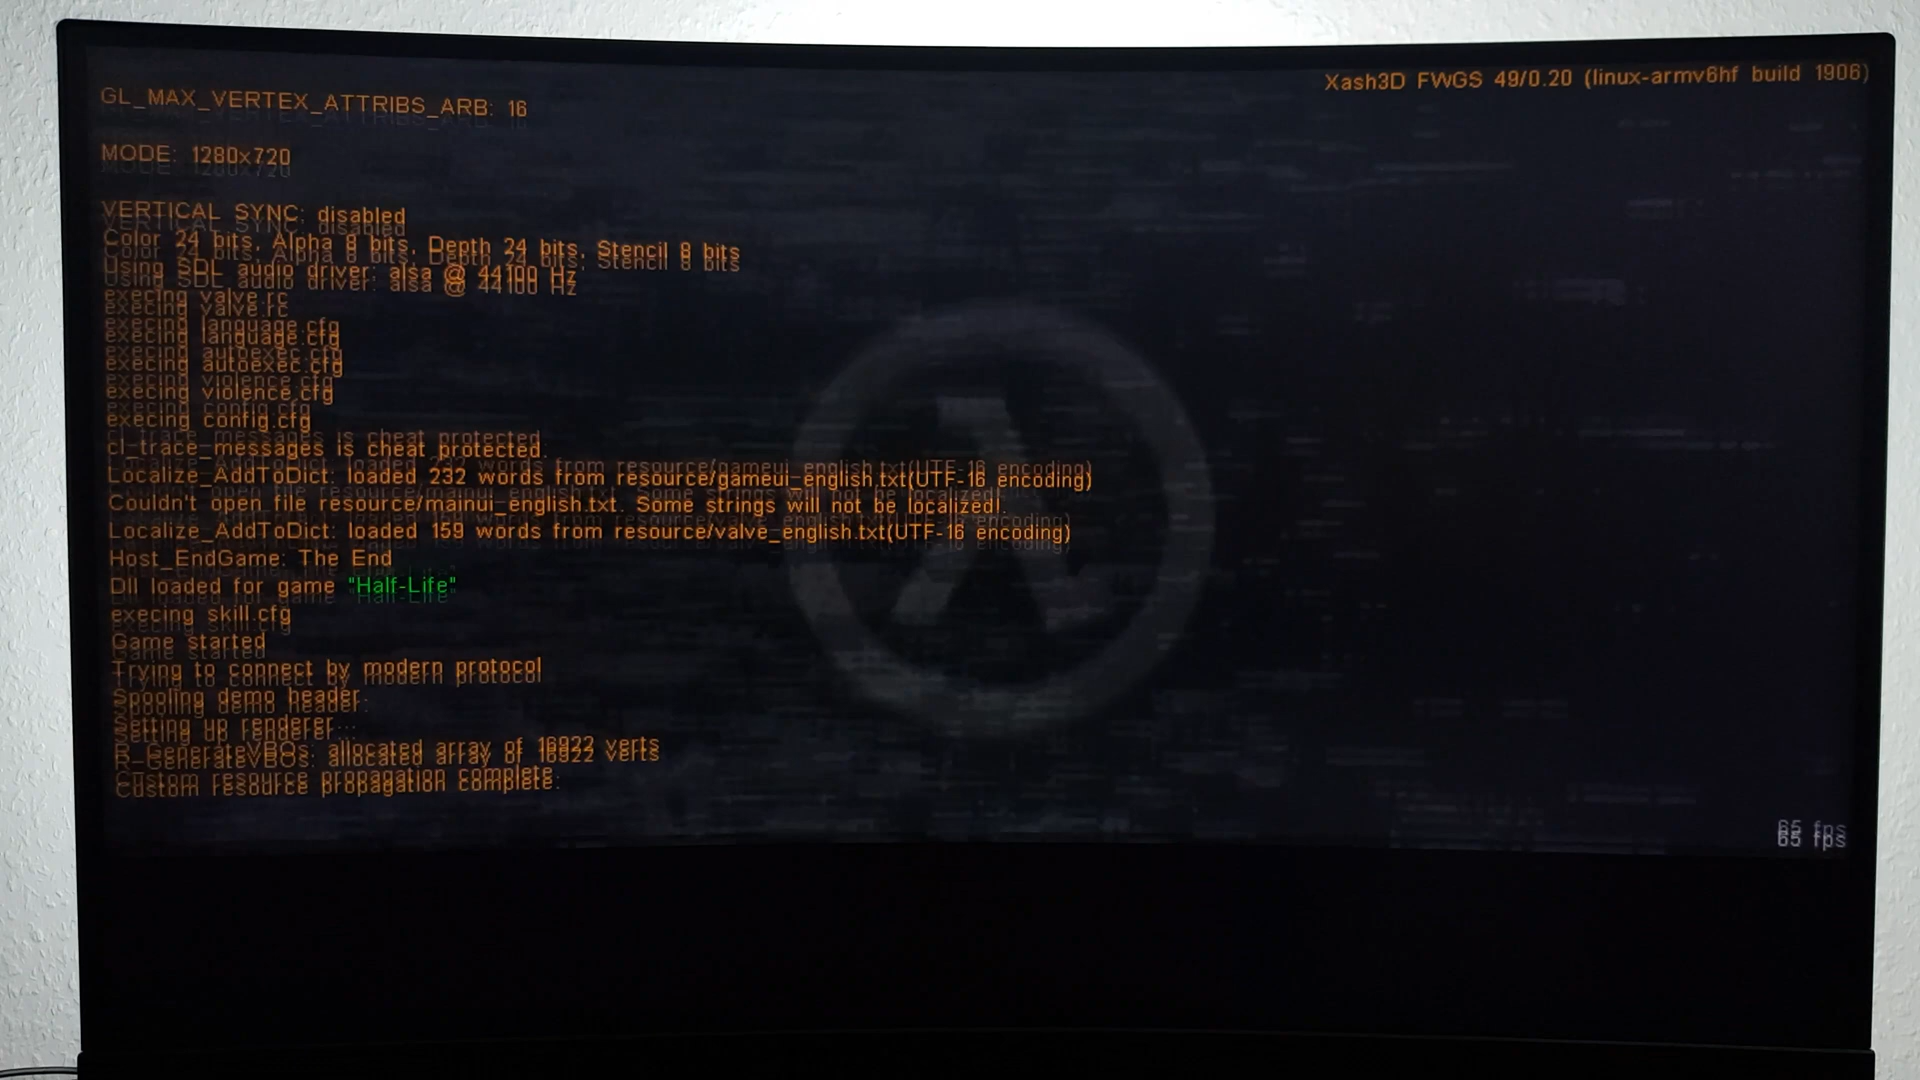 Xash3D FWGS 49/0.20 (linux-armv6hf build 1906)
GL_MAX_VERTEX_ATTRIBS_ARB: 16
MODE: 1280x720
VERTICAL SYNC: disabled
Color 24 bits, Alpha 8 bits, Depth 24 bits, Stencil 8 bits
Using SDL audio driver: alsa @ 44100 Hz
execing valve.rc
execing language.cfg
execing autoexec.cfg
execing violence.cfg
execing config.cfg
cl_trace_messages is cheat protected.
Localize_AddToDict: loaded 232 words from resource/gameui_english.txt(UTF-16 encoding)
Couldn't open file resource/mainui_english.txt. Some strings will not be localized!.
Localize_AddToDict: loaded 159 words from resource/valve_english.txt(UTF-16 encoding)
Host_EndGame: The End
Dll loaded for game "Half-Life"
execing skill.cfg
Game started
Trying to connect by modern protocol
Spooling demo header.
Setting up renderer...
R_GenerateVBOs: allocated array of 16922 verts
Custom resource propagation complete.
65 fps